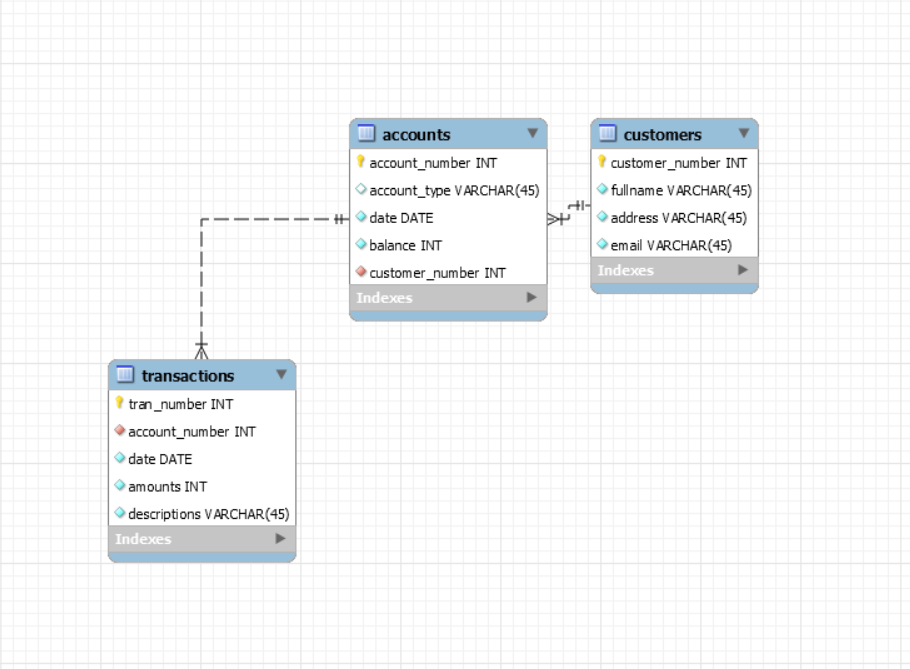 accounts
account_number INT
account_type VARCHAR(45)
date DATE
balance INT
customer_number INT
Indexes
customers
customer_number INT
fullname VARCHAR(45)
address VARCHAR(45)
email VARCHAR(45)
Indexes
transactions
tran_number INT
account_number INT
date DATE
amounts INT
descriptions VARCHAR(45)
Indexes